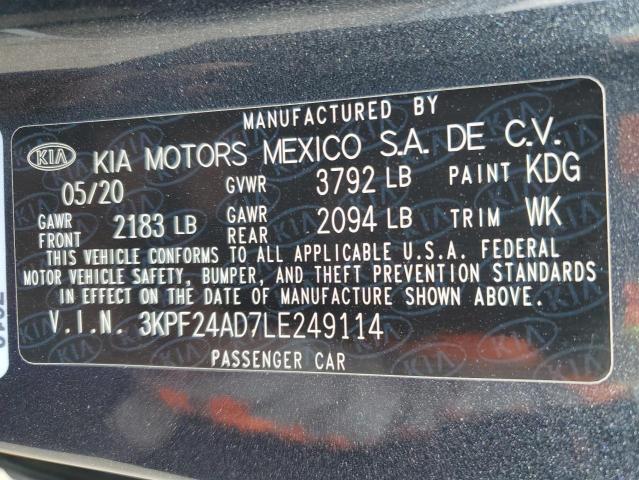 MANUFACTURED BY
KIA KIA MOTORS MEXICO S.A. DE C.V.
05/20 GVWR 3792 LB PAINT KDG
GAWR FRONT 2183 LB GAWR REAR 2094 LB TRIM WK
THIS VEHICLE CONFORMS TO ALL APPLICABLE U.S.A. FEDERAL
MOTOR VEHICLE SAFETY, BUMPER, AND THEFT PREVENTION STANDARDS
IN EFFECT ON THE DATE OF MANUFACTURE SHOWN ABOVE.
V.I.N. 3KPF24AD7LE249114
PASSENGER CAR